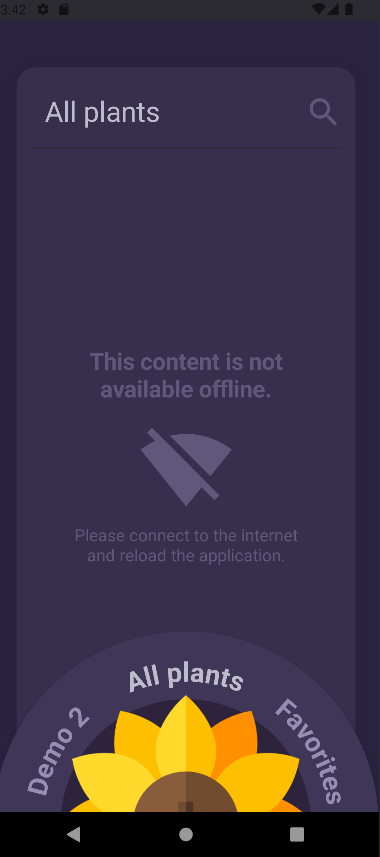 3:42
All plants
This content is not
available offline.
Please connect to the internet
and reload the application.
All plants
Demo 2
Favorites